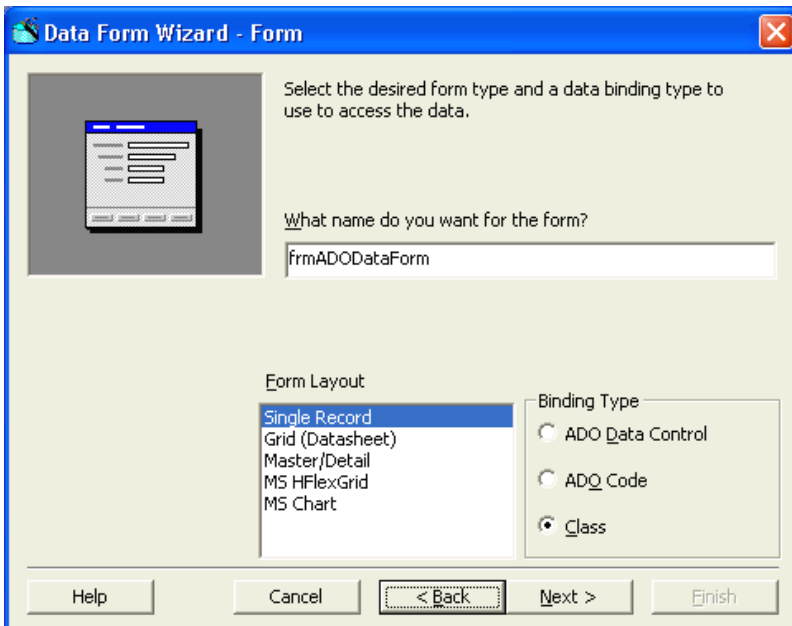 Data Form Wizard - Form
Select the desired form type and a data binding type to
use to access the data.
What name do you want for the form?
frmADODataForm
Form Layout
Single Record
Grid (Datasheet)
Master/Detail
MS HFlexGrid
MS Chart
Binding Type
ADO Data Control
ADO Code
Class
Help
Cancel
< Back
Next >
Finish